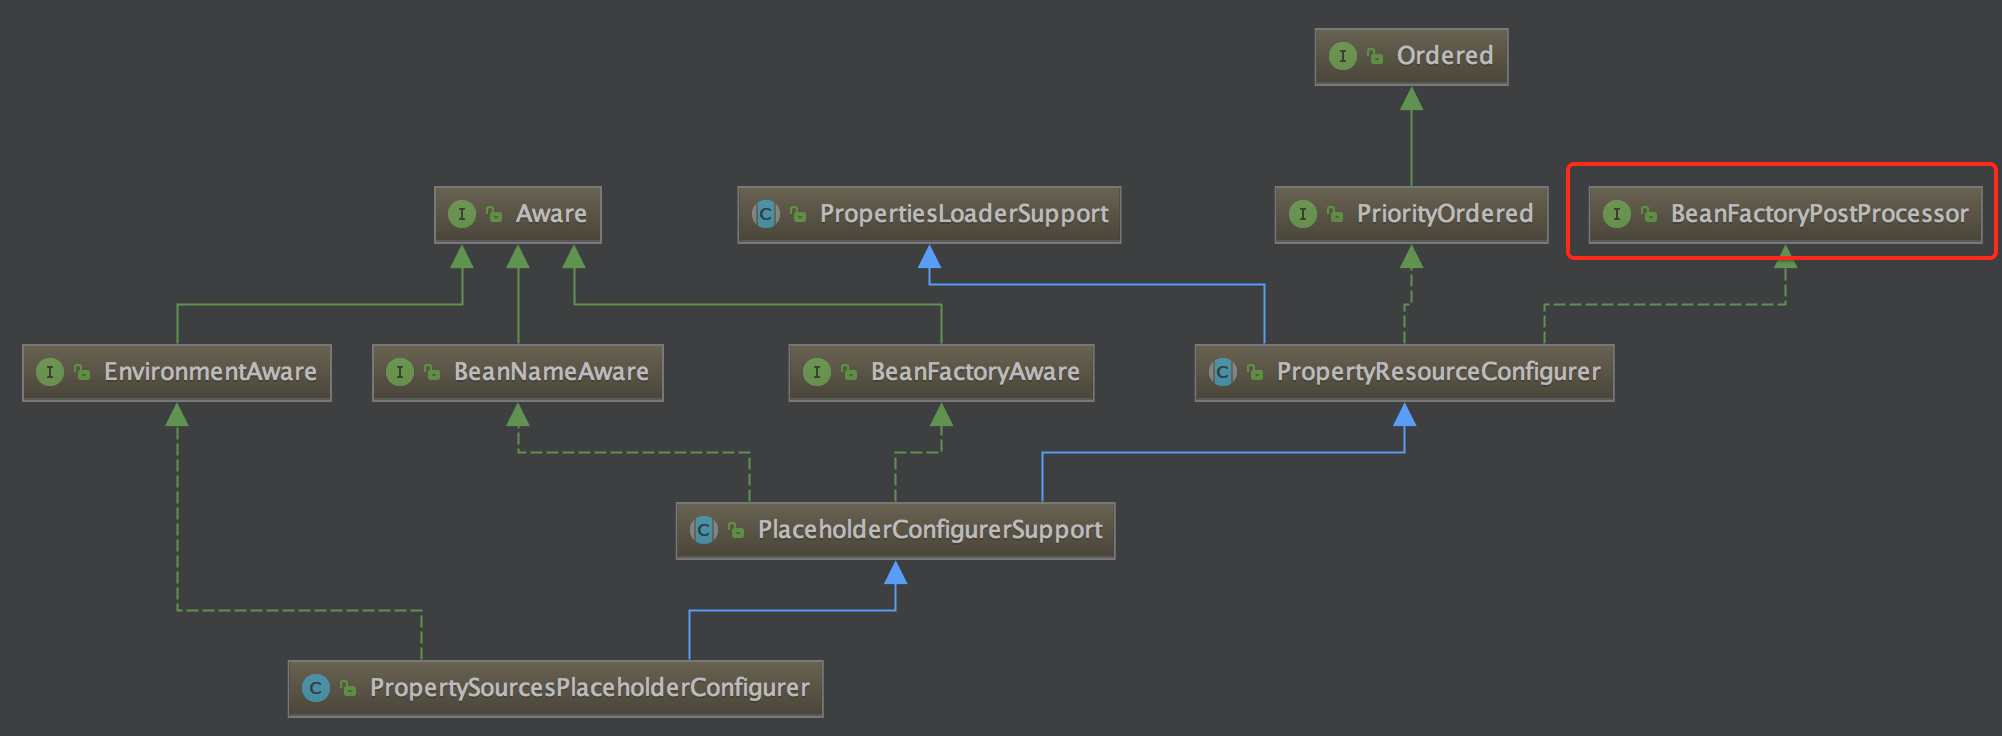 I Ordered
I Aware
C PropertiesLoaderSupport
I PriorityOrdered
I BeanFactoryPostProcessor
I EnvironmentAware
I BeanNameAware
I BeanFactoryAware
C PropertyResourceConfigurer
C PlaceholderConfigurerSupport
C PropertySourcesPlaceholderConfigurer